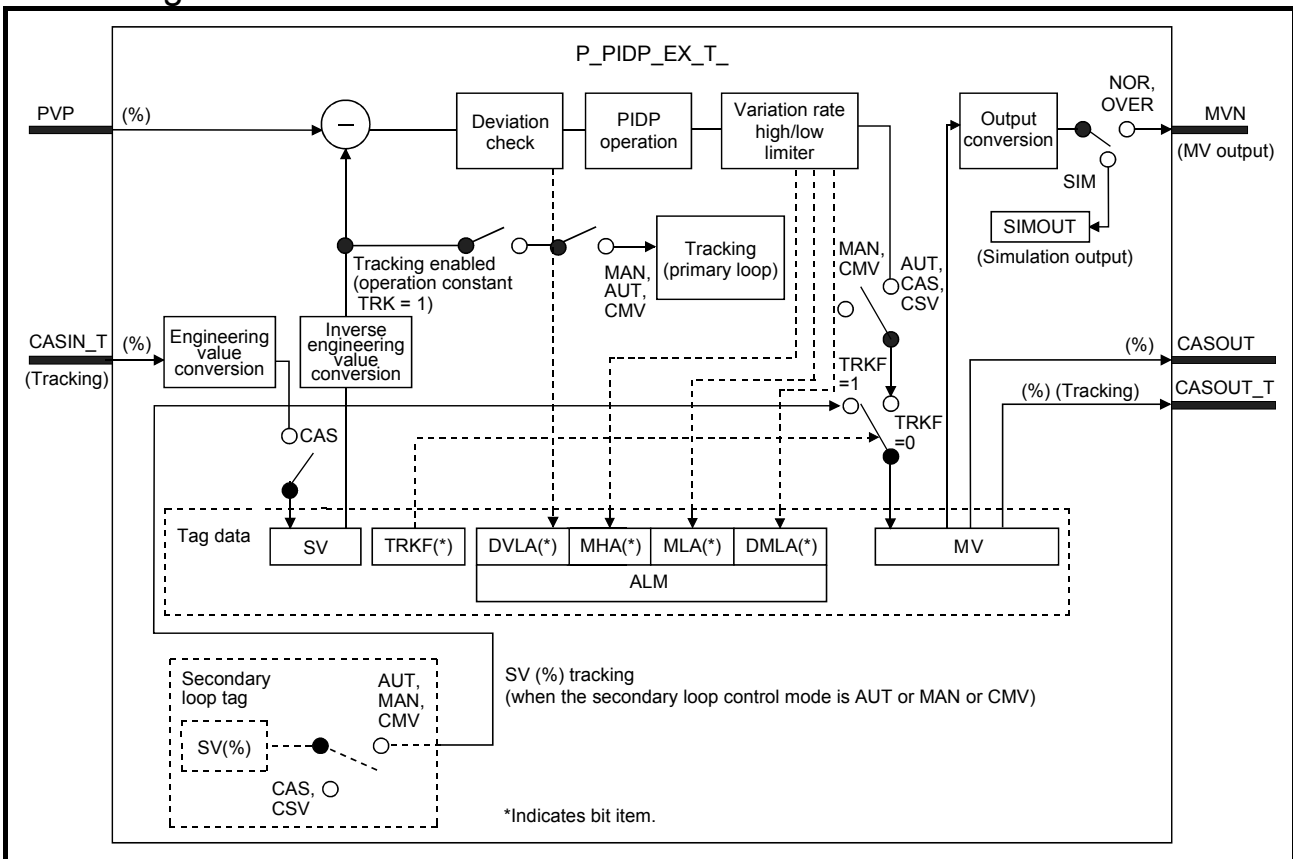 g
P_PIDP_EX_T_
PVP
(%)
−
Deviation
check
PIDP
operation
Variation rate
high/low
limiter
Output
conversion
NOR,
OVER
MVN
(MV output)
SIM
SIMOUT
(Simulation output)
Tracking enabled
(operation constant
TRK = 1)
MAN,
AUT,
CMV
Tracking
(primary loop)
MAN,
CMV
AUT,
CAS,
CSV
CASIN_T
(%)
(Tracking)
Engineering
value
conversion
Inverse
engineering
value
conversion
CAS
TRKF
=1
TRKF
=0
(%)
CASOUT
(%) (Tracking)
CASOUT_T
Tag data
SV
TRKF(*)
DVLA(*)
MHA(*)
MLA(*)
DMLA(*)
ALM
MV
Secondary
loop tag
AUT,
MAN,
CMV
SV(%)
CAS,
CSV
SV (%) tracking
(when the secondary loop control mode is AUT or MAN or CMV)
*Indicates bit item.